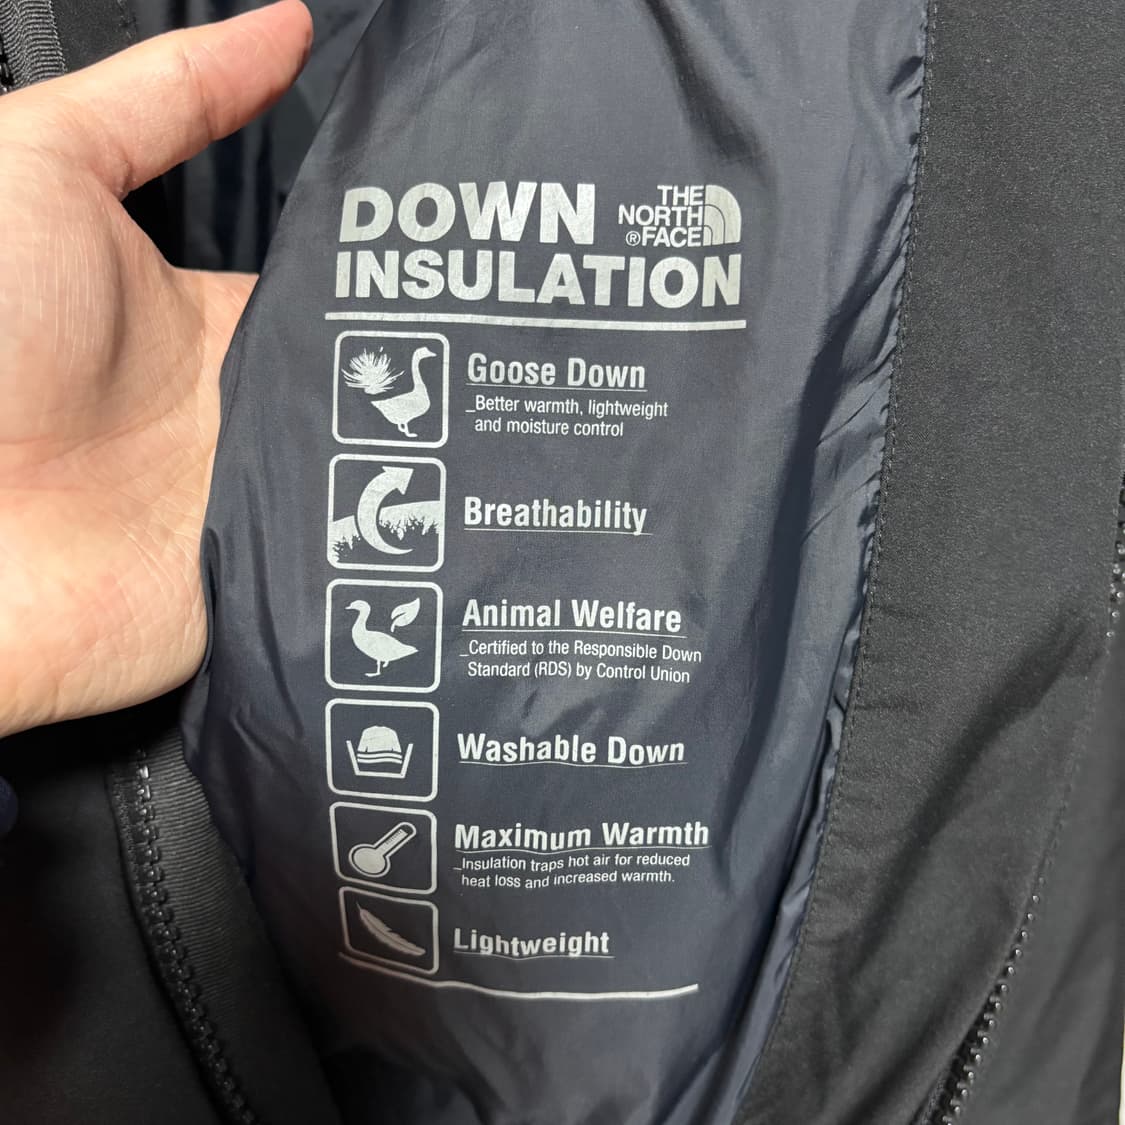 DOWN
THE
NORTH
®FACE
INSULATION
Goose Down
_Better warmth, lightweight
and moisture control
Breathability
Animal Welfare
_Certified to the Responsible Down
Standard (RDS) by Control Union
Washable Down
Maximum Warmth
_Insulation traps hot air for reduced
heat loss and increased warmth.
Lightweight